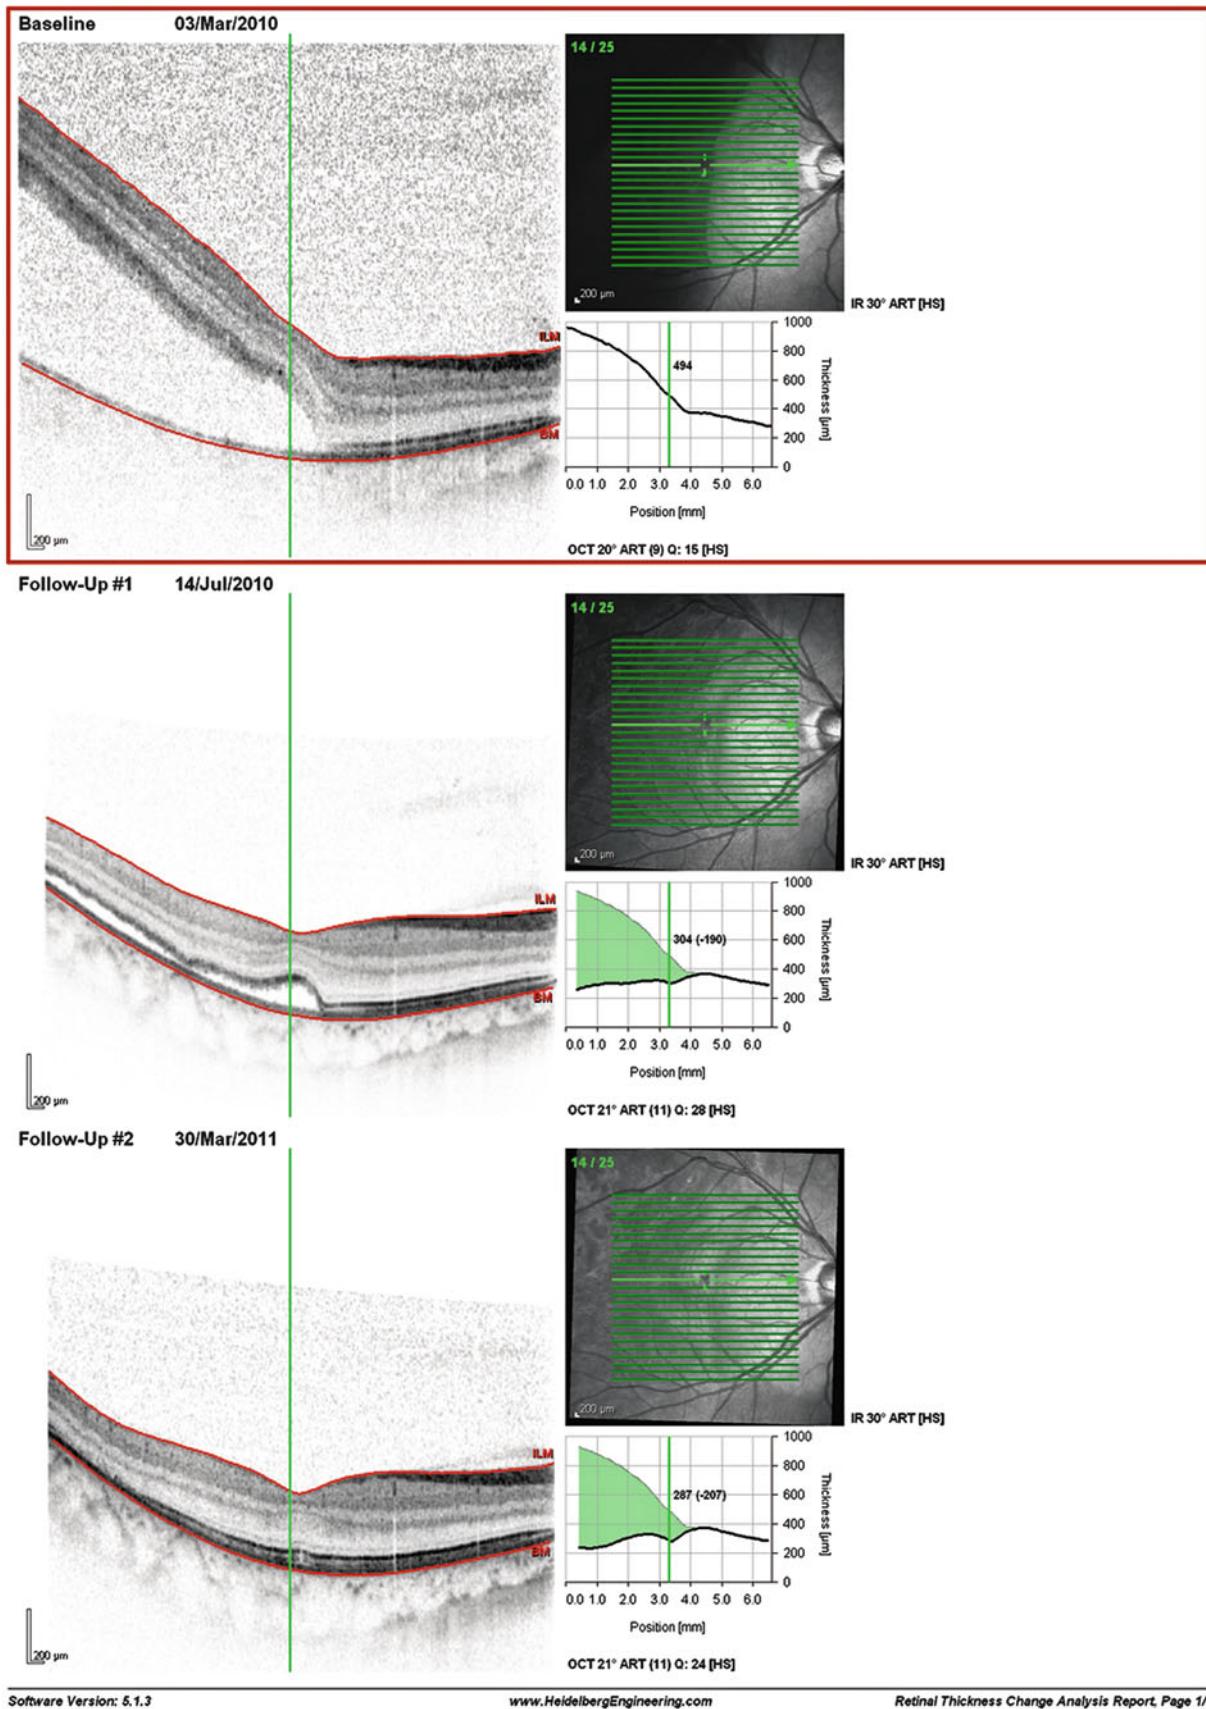 Baseline 03/Mar/2010
14 / 25
200 µm
IR 30° ART [HS]
ILM
BM
200 µm
494
1000
800
600
400
200
0
Thickness [µm]
0.0 1.0 2.0 3.0 4.0 5.0 6.0
Position [mm]
OCT 20° ART (9) Q: 15 [HS]
Follow-Up #1 14/Jul/2010
14 / 25
200 µm
IR 30° ART [HS]
ILM
BM
200 µm
304 (-190)
1000
800
600
400
200
0
Thickness [µm]
0.0 1.0 2.0 3.0 4.0 5.0 6.0
Position [mm]
OCT 21° ART (11) Q: 28 [HS]
Follow-Up #2 30/Mar/2011
14 / 25
200 µm
IR 30° ART [HS]
ILM
BM
200 µm
287 (-207)
1000
800
600
400
200
0
Thickness [µm]
0.0 1.0 2.0 3.0 4.0 5.0 6.0
Position [mm]
OCT 21° ART (11) Q: 24 [HS]
Software Version: 5.1.3 www.HeidelbergEngineering.com Retinal Thickness Change Analysis Report, Page 1/